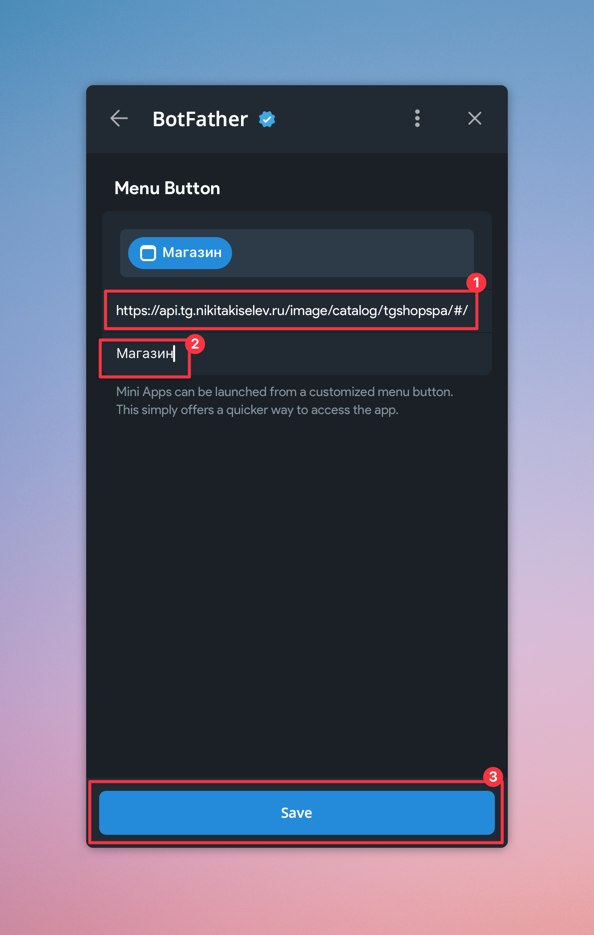 BotFather
Menu Button
Магазин
1
https://api.tg.nikitakiselev.ru/image/catalog/tgshopspa/#/
2
Магазин
Mini Apps can be launched from a customized menu button.
This simply offers a quicker way to access the app.
3
Save